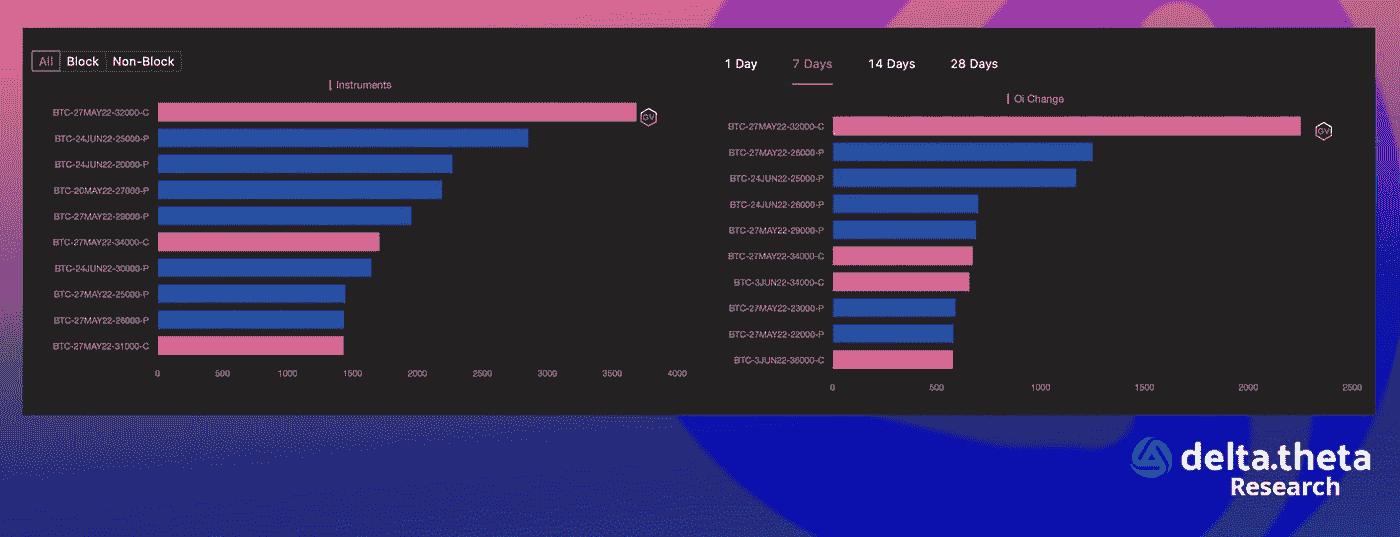 All Block Non-Block
Instruments
BTC-27MAY22-32000-C
BTC-24JUN22-25000-P
BTC-24JUN22-20000-P
BTC-20MAY22-27000-P
BTC-27MAY22-29000-P
BTC-27MAY22-34000-C
BTC-24JUN22-30000-P
BTC-27MAY22-25000-P
BTC-27MAY22-26000-P
BTC-27MAY22-31000-C
0 500 1000 1500 2000 2500 3000 3500 4000
GV
1 Day 7 Days 14 Days 28 Days
Oi Change
BTC-27MAY22-32000-C
BTC-27MAY22-26000-P
BTC-24JUN22-25000-P
BTC-24JUN22-26000-P
BTC-27MAY22-29000-P
BTC-27MAY22-34000-C
BTC-3JUN22-34000-C
BTC-27MAY22-23000-P
BTC-27MAY22-22000-P
BTC-3JUN22-36000-C
0 500 1000 1500 2000 2500
GV
delta.theta
Research